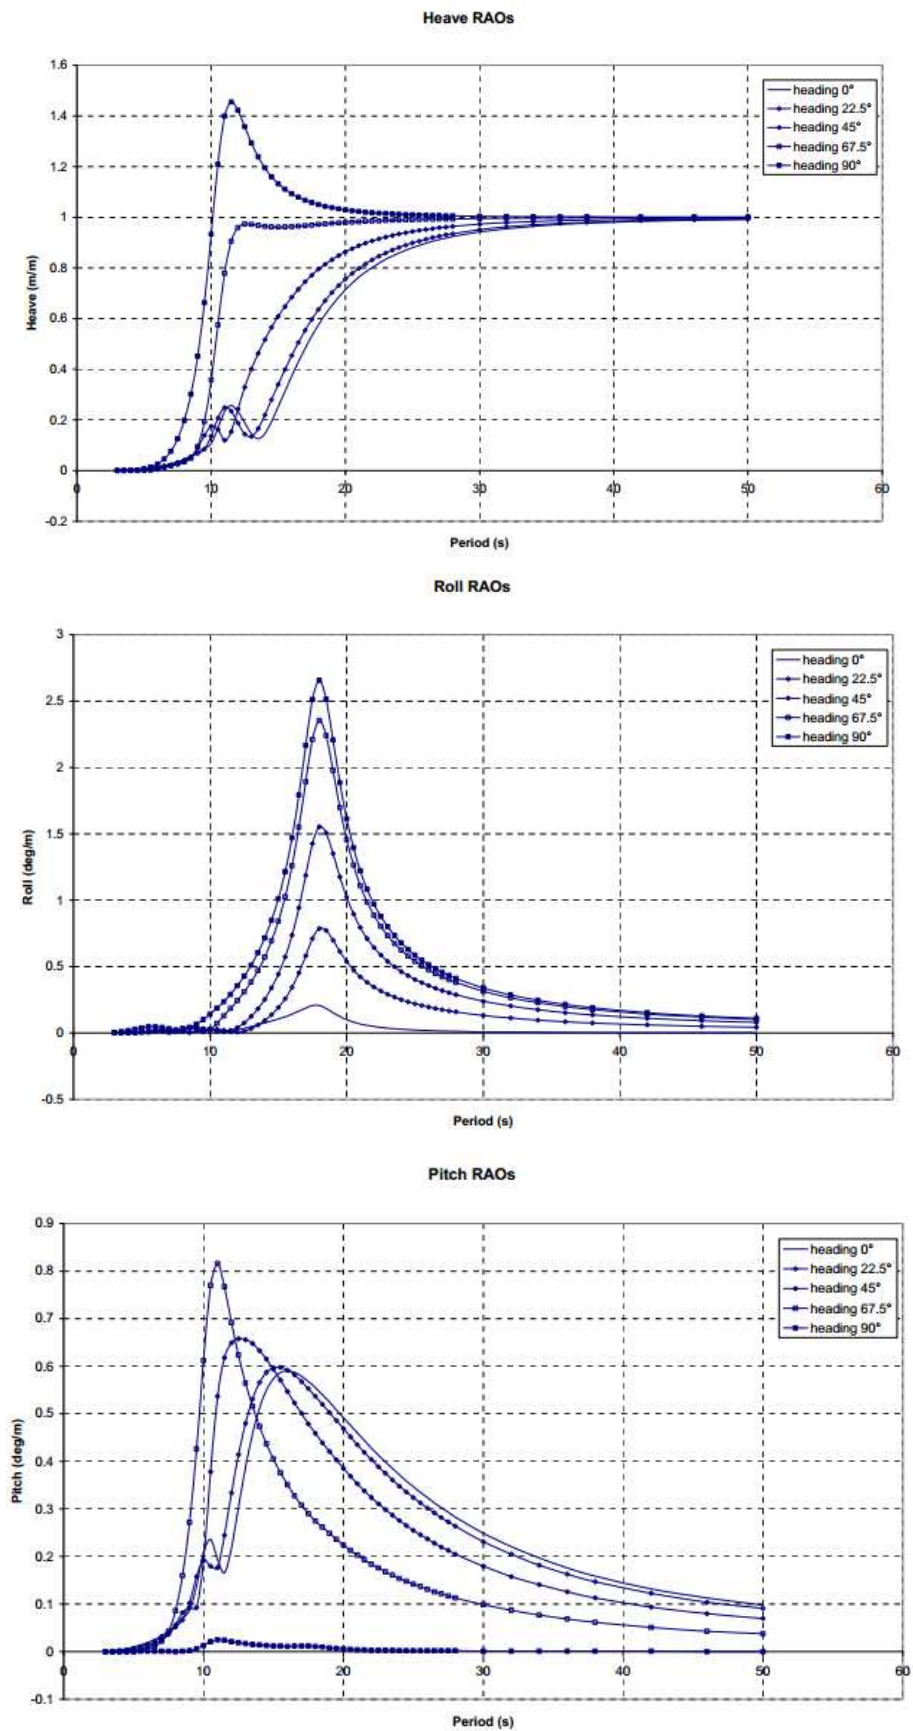 Heave RAOs
1.6
1.4
1.2
1
0.8
0.6
0.4
0.2
0
-0.2
0
10
20
30
40
50
60
Heave (m/m)
Period (s)
heading 0°
heading 22.5°
heading 45°
heading 67.5°
heading 90°
Roll RAOs
3
2.5
2
1.5
1
0.5
0
-0.5
0
10
20
30
40
50
60
Roll (deg/m)
Period (s)
heading 0°
heading 22.5°
heading 45°
heading 67.5°
heading 90°
Pitch RAOs
0.9
0.8
0.7
0.6
0.5
0.4
0.3
0.2
0.1
0
-0.1
0
10
20
30
40
50
60
Pitch (deg/m)
Period (s)
heading 0°
heading 22.5°
heading 45°
heading 67.5°
heading 90°